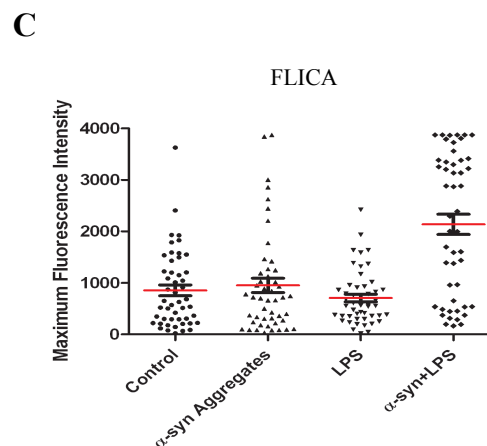 C
FLICA
Maximum Fluorescence Intensity
4000
3000
2000
1000
0
Control
α-syn Aggregates
LPS
α-syn+LPS